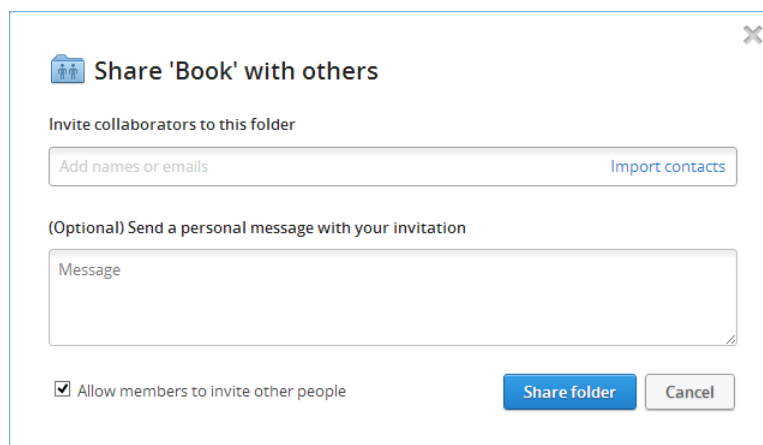 Share 'Book' with others
Invite collaborators to this folder
Add names or emails Import contacts
(Optional) Send a personal message with your invitation
Message
Allow members to invite other people Share folder Cancel